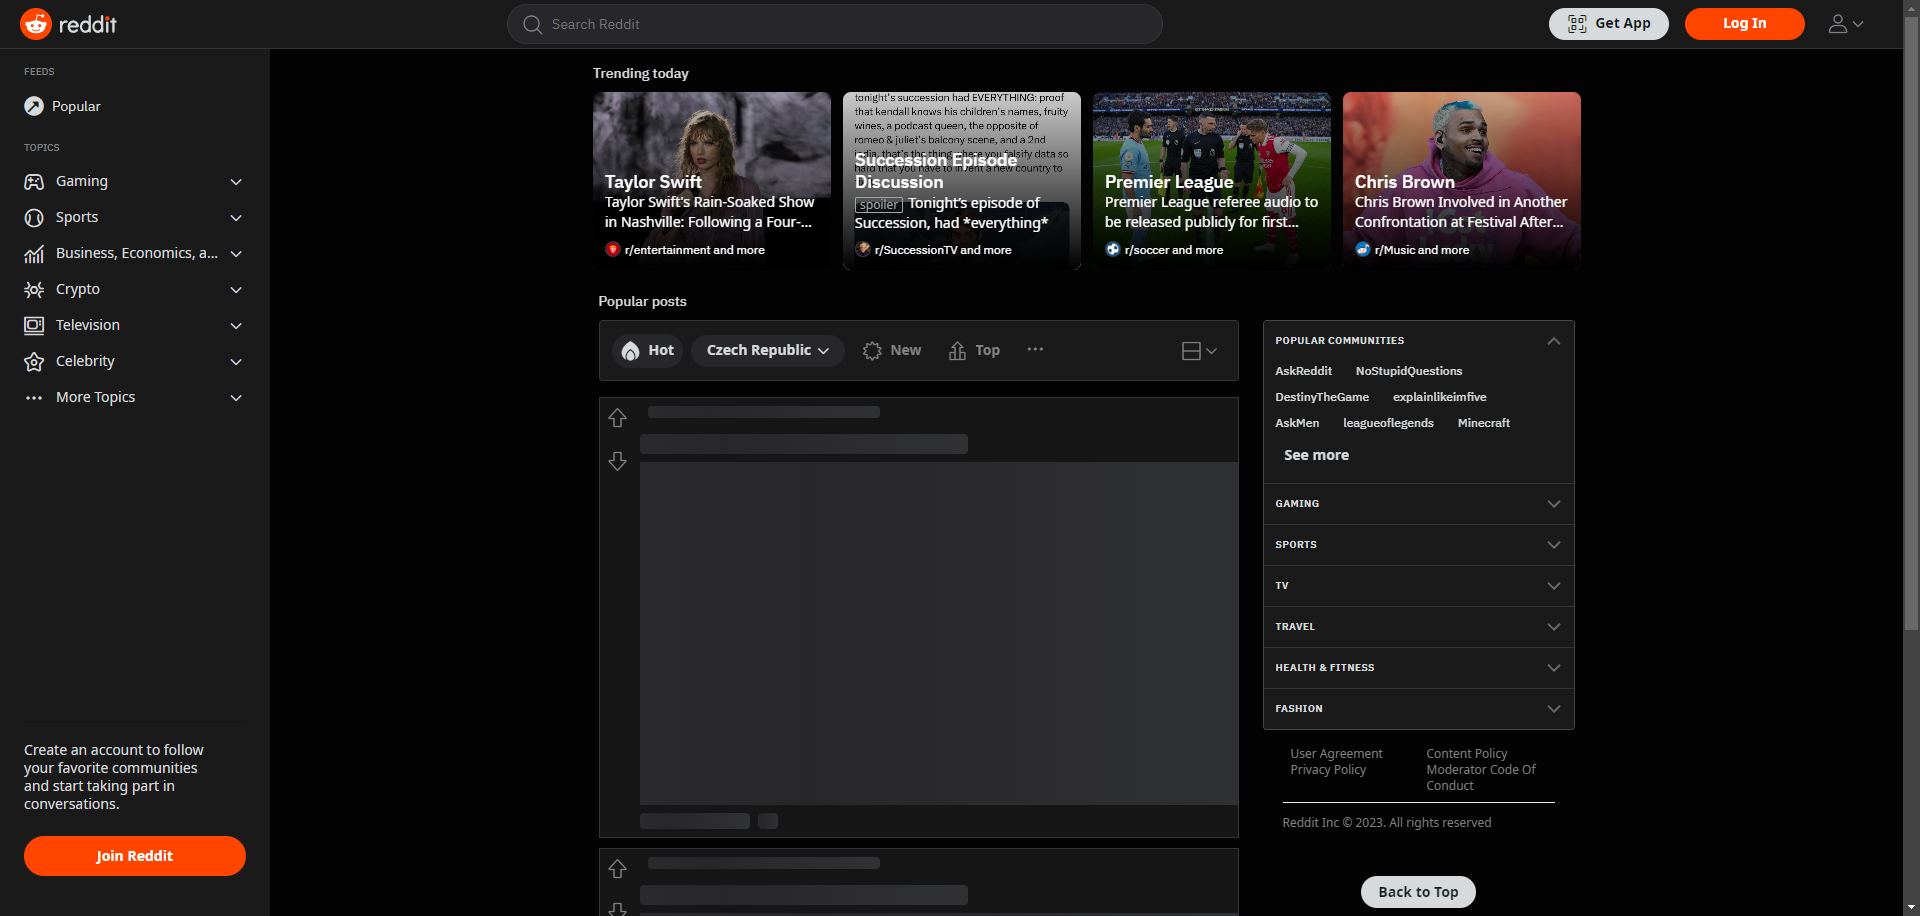 reddit
Search Reddit
Get App
Log In
FEEDS
Popular
TOPICS
Gaming
Sports
Business, Economics, a...
Crypto
Television
Celebrity
More Topics
Create an account to follow
your favorite communities
and start taking part in
conversations.
Join Reddit
Trending today
Taylor Swift
Taylor Swift's Rain-Soaked Show
in Nashville: Following a Four-...
r/entertainment and more
tonight's succession had EVERYTHING: proof
that kendall knows his children's names, fruity
wines, a podcast queen, the opposite of
romeo & juliet's balcony scene, and a 2nd
india, that's the thing where you falsify data so
hard that you have to invent a new country to
Succession Episode
Discussion
spoiler Tonight's episode of
Succession, had *everything*
r/SuccessionTV and more
Premier League
Premier League referee audio to
be released publicly for first...
r/soccer and more
Chris Brown
Chris Brown Involved in Another
Confrontation at Festival After...
r/Music and more
Popular posts
Hot
Czech Republic
New
Top
POPULAR COMMUNITIES
AskReddit NoStupidQuestions
DestinyTheGame explainlikeimfive
AskMen leagueoflegends Minecraft
See more
GAMING
SPORTS
TV
TRAVEL
HEALTH & FITNESS
FASHION
User Agreement
Privacy Policy
Content Policy
Moderator Code Of
Conduct
Reddit Inc © 2023. All rights reserved
Back to Top